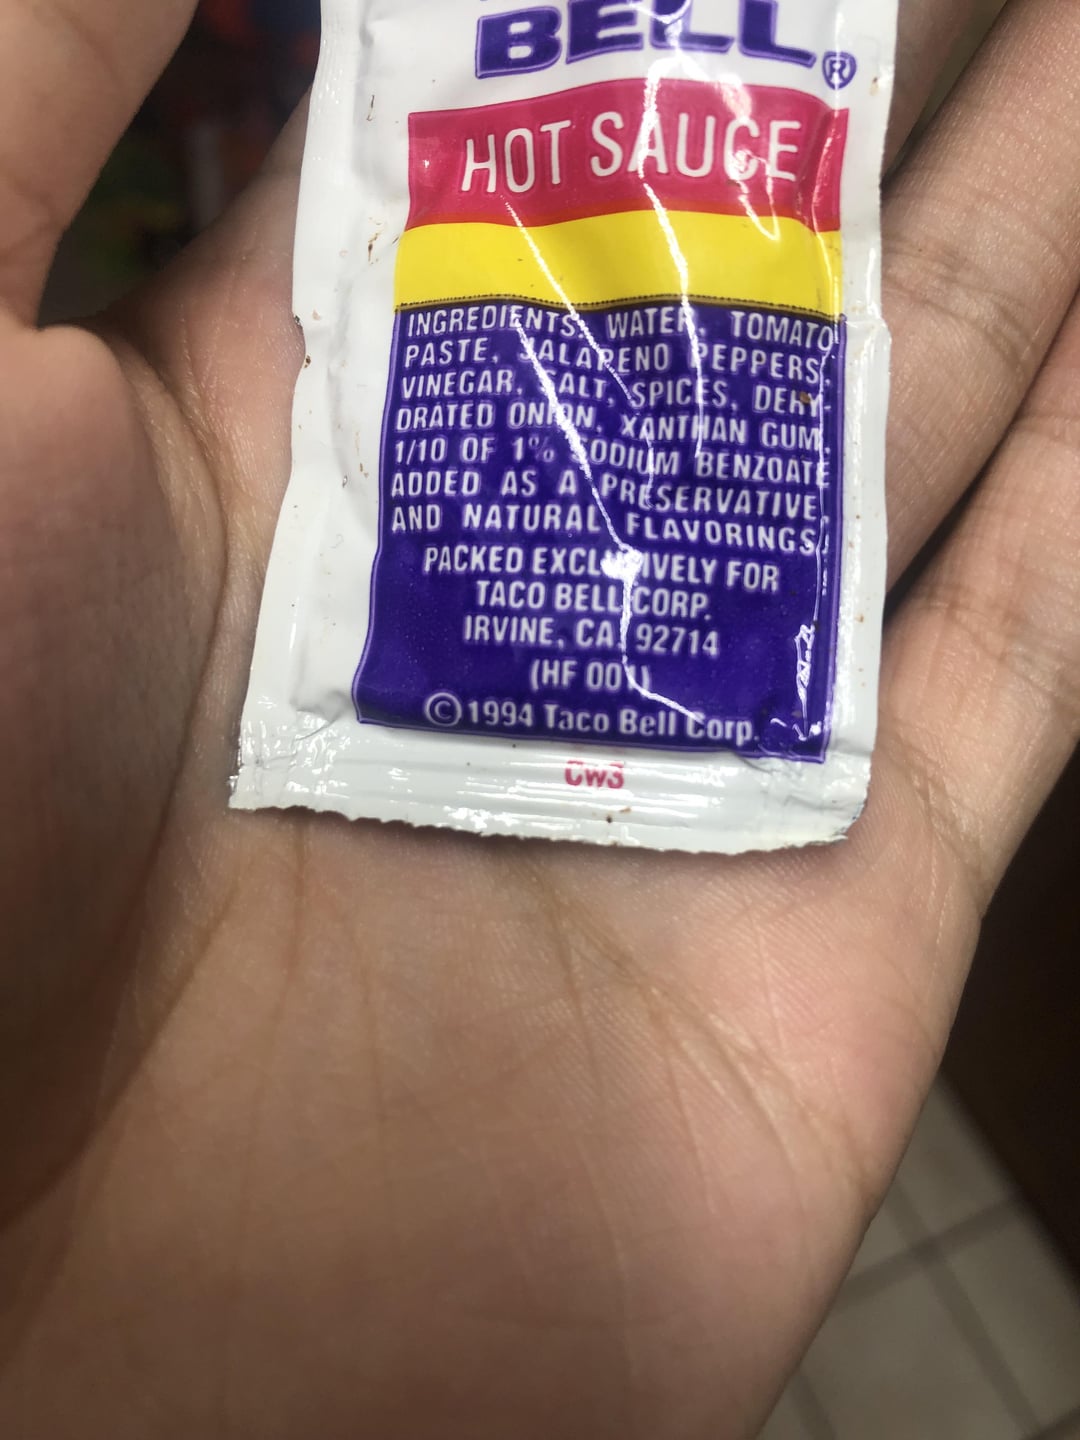 BELL®
HOT SAUCE
INGREDIENTS: WATER, TOMATO
PASTE, JALAPENO PEPPERS,
VINEGAR, SALT, SPICES, DEHY-
DRATED ONION, XANTHAN GUM,
1/10 OF 1% SODIUM BENZOATE
ADDED AS A PRESERVATIVE,
AND NATURAL FLAVORINGS.
PACKED EXCLUSIVELY FOR
TACO BELL CORP.
IRVINE, CA. 92714
(HF 001)
© 1994 Taco Bell Corp.
CW3